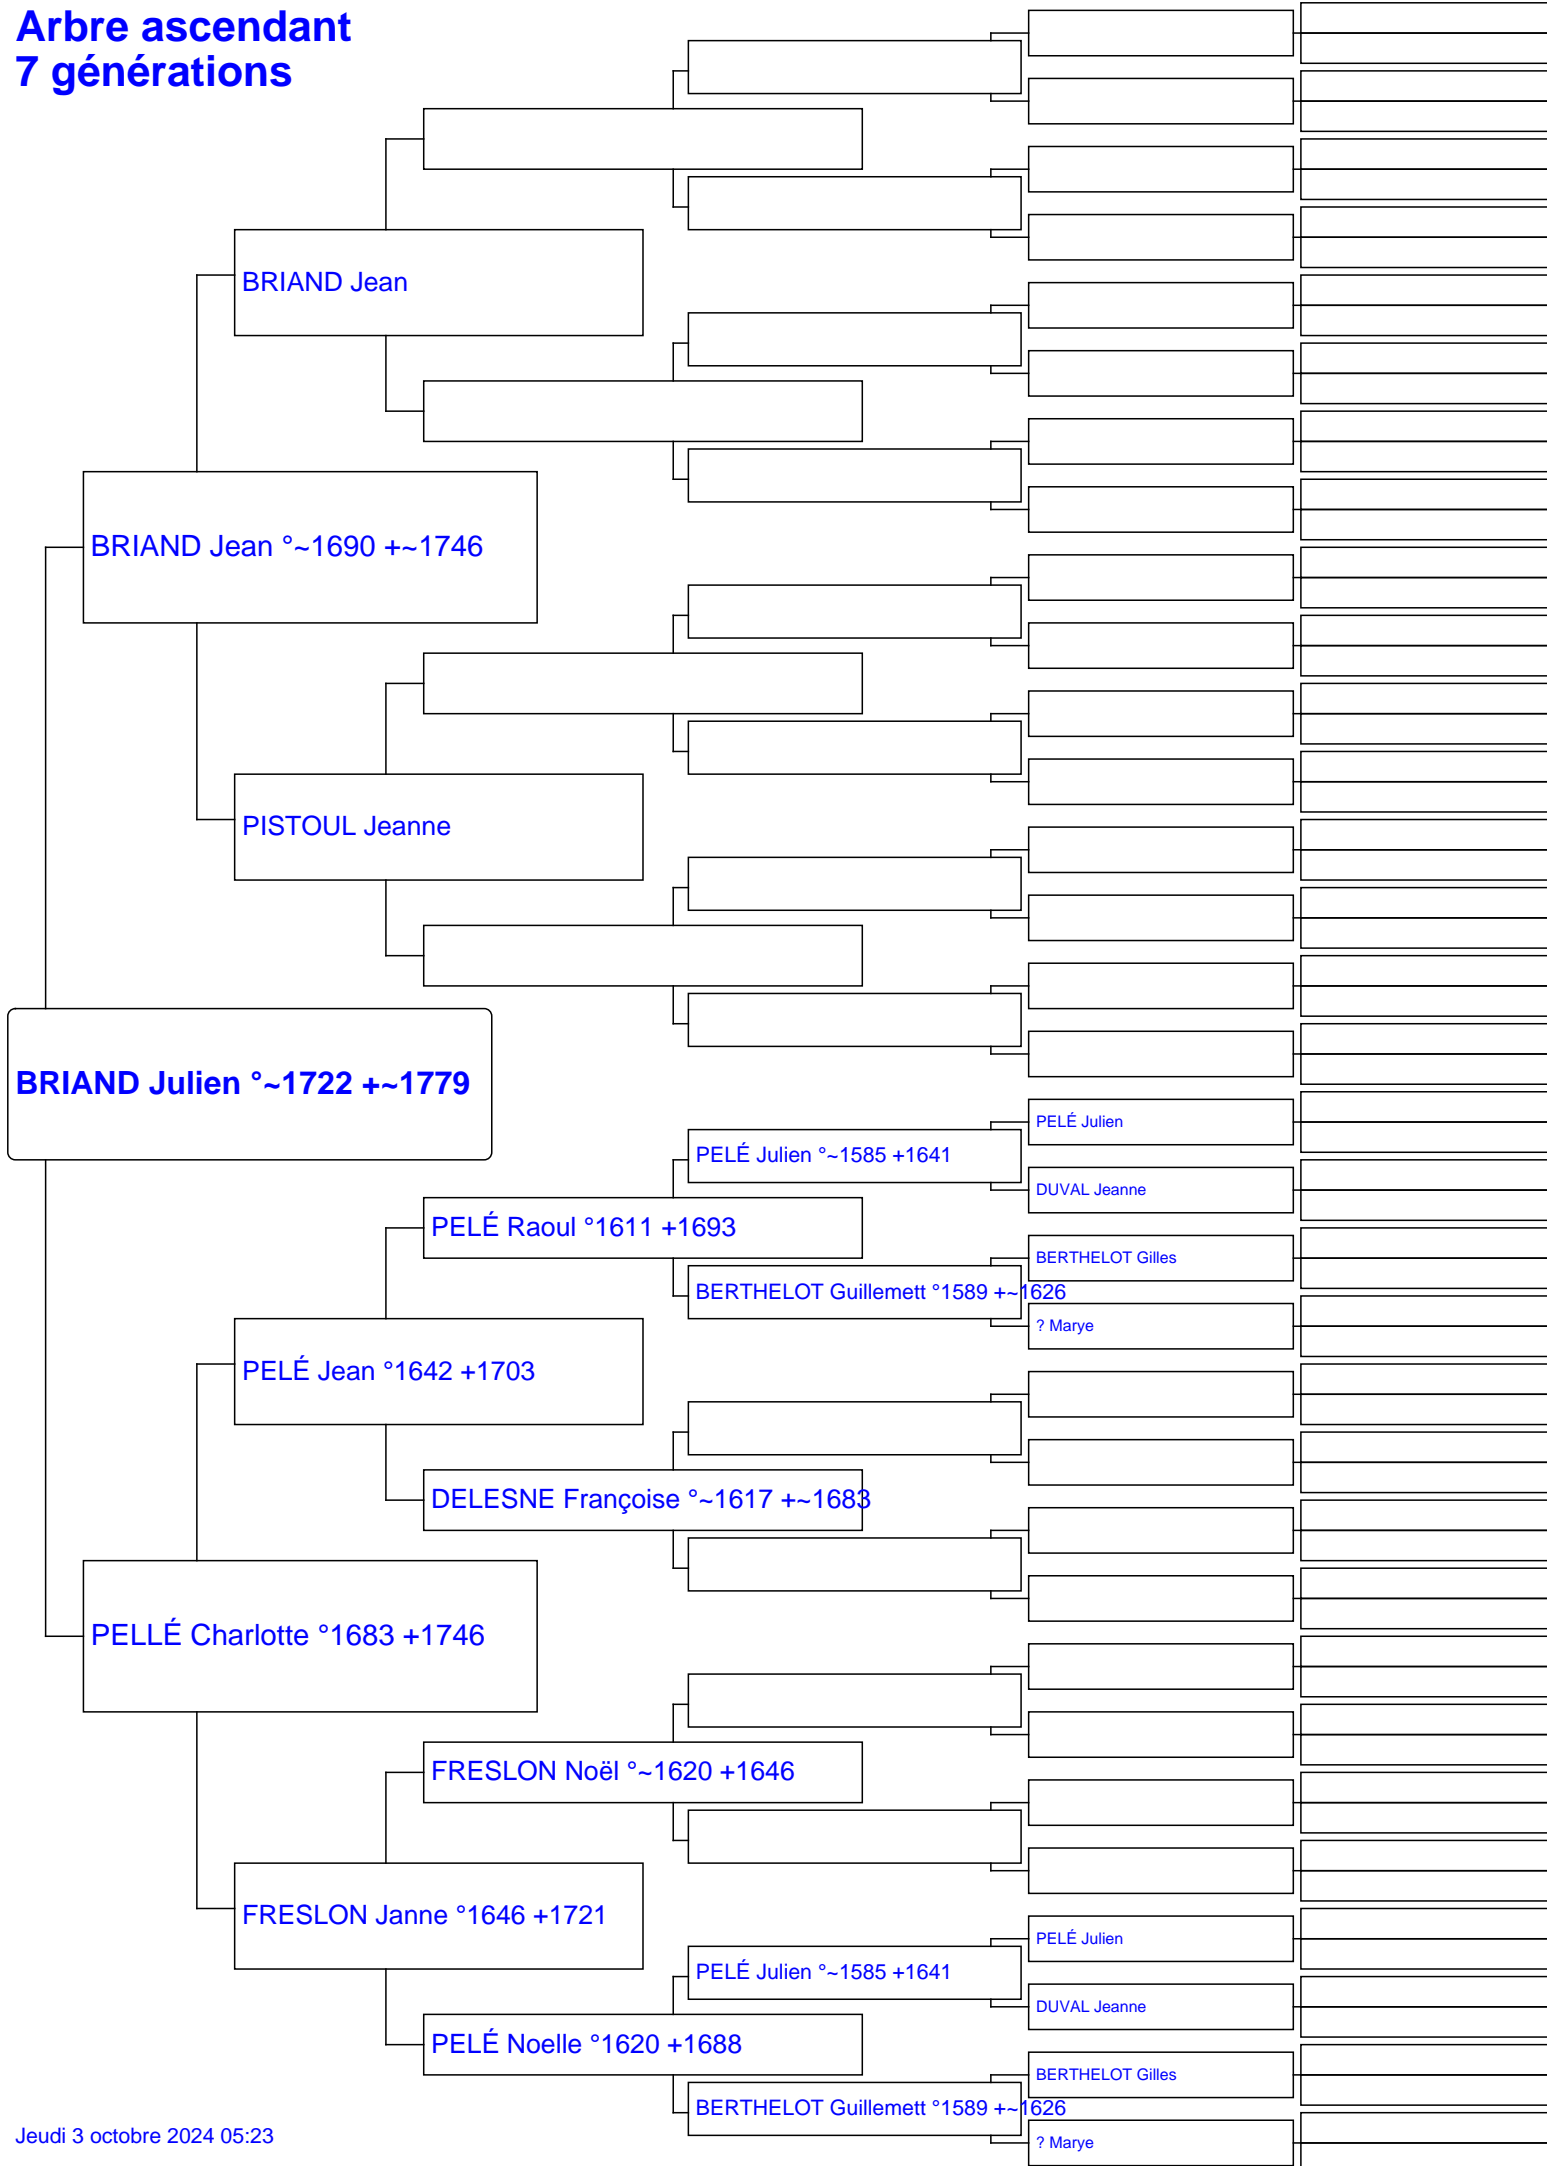 Arbre ascendant
7 générations
BRIAND Jean
BRIAND Jean °~1690 +~1746
PISTOUL Jeanne
BRIAND Julien °~1722 +~1779
PELÉ Julien
PELÉ Julien °~1585 +1641
DUVAL Jeanne
PELÉ Raoul °1611 +1693
BERTHELOT Gilles
BERTHELOT Guillemett °1589 +~1626
? Marye
PELÉ Jean °1642 +1703
DELESNE Françoise °~1617 +~1683
PELLÉ Charlotte °1683 +1746
FRESLON Noël °~1620 +1646
FRESLON Janne °1646 +1721
PELÉ Julien
PELÉ Julien °~1585 +1641
DUVAL Jeanne
PELÉ Noelle °1620 +1688
BERTHELOT Gilles
BERTHELOT Guillemett °1589 +~1626
? Marye
Jeudi 3 octobre 2024 05:23